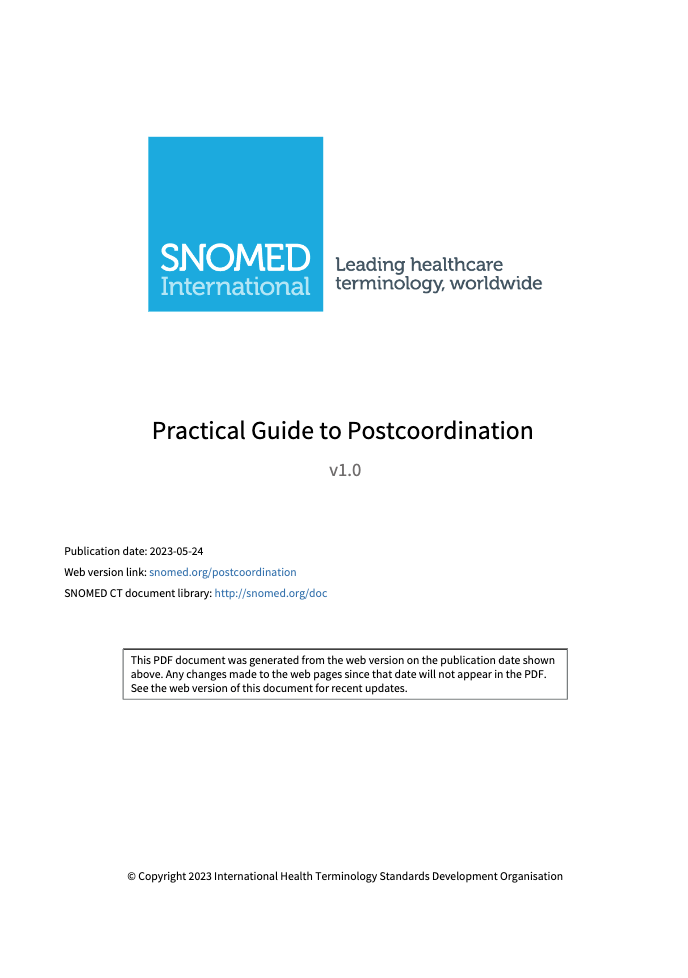 SNOMED
International
Leading healthcare
terminology, worldwide
Practical Guide to Postcoordination
v1.0
Publication date: 2023-05-24
Web version link: snomed.org/postcoordination
SNOMED CT document library: http://snomed.org/doc
This PDF document was generated from the web version on the publication date shown
above. Any changes made to the web pages since that date will not appear in the PDF.
See the web version of this document for recent updates.
© Copyright 2023 International Health Terminology Standards Development Organisation